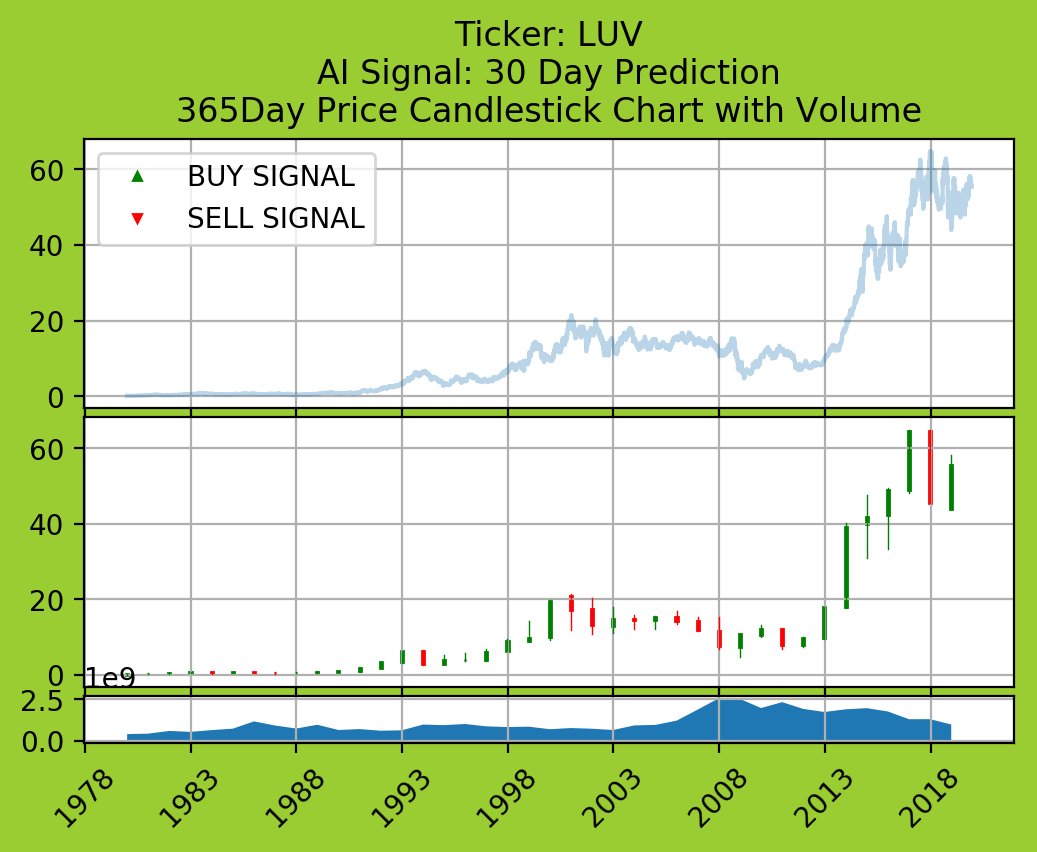 Ticker: LUV
AI Signal: 30 Day Prediction
365Day Price Candlestick Chart with Volume
BUY SIGNAL
SELL SIGNAL
60
40
20
0
60
40
20
0
1e9
2.5
0.0
1978 1983 1988 1993 1998 2003 2008 2013 2018